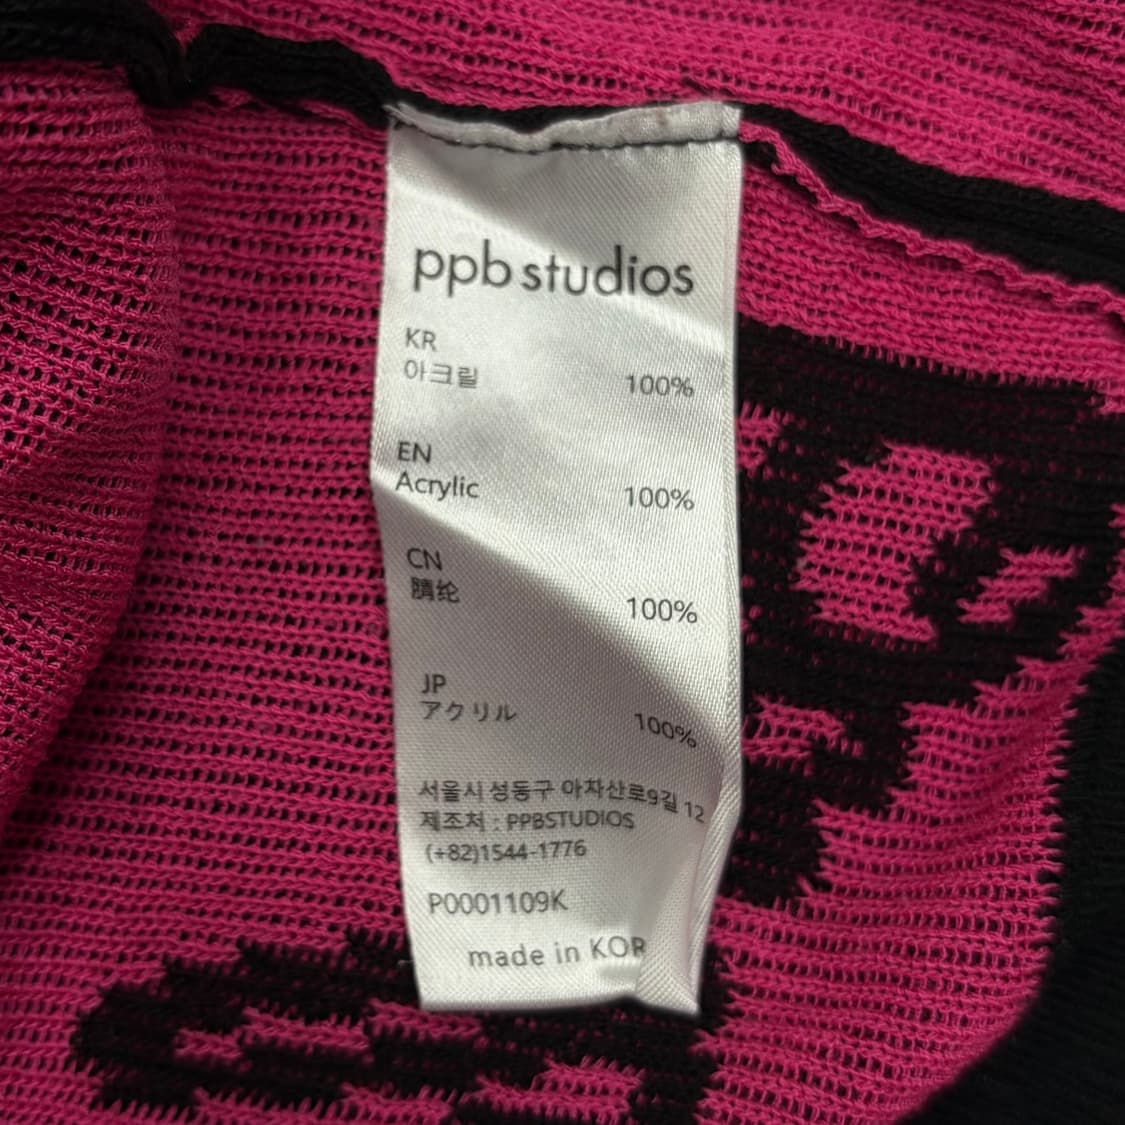 ppb studios
KR
아크릴 100%
EN
Acrylic 100%
CN
腈纶 100%
JP
アクリル 100%
서울시 성동구 아차산로9길 12
제조처 : PPBSTUDIOS
(+82)1544-1776
P0001109K
made in KOR